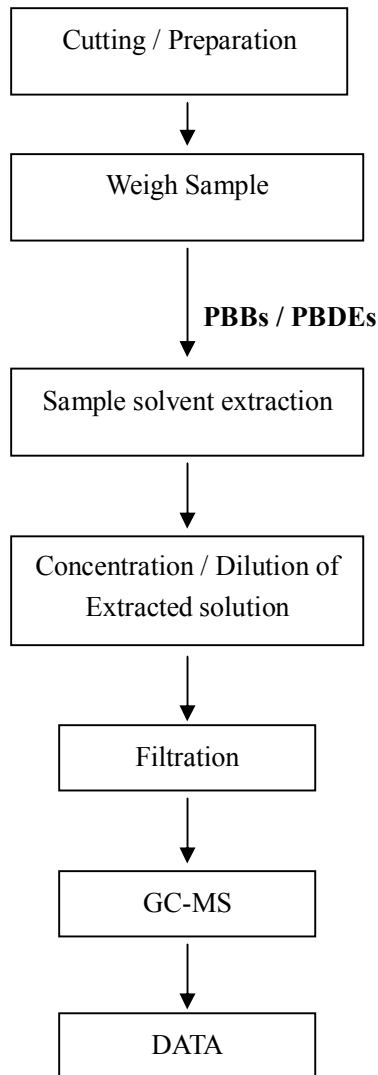 Cutting / Preparation
Weigh Sample
PBBs / PBDEs
Sample solvent extraction
Concentration / Dilution of
Extracted solution
Filtration
GC-MS
DATA